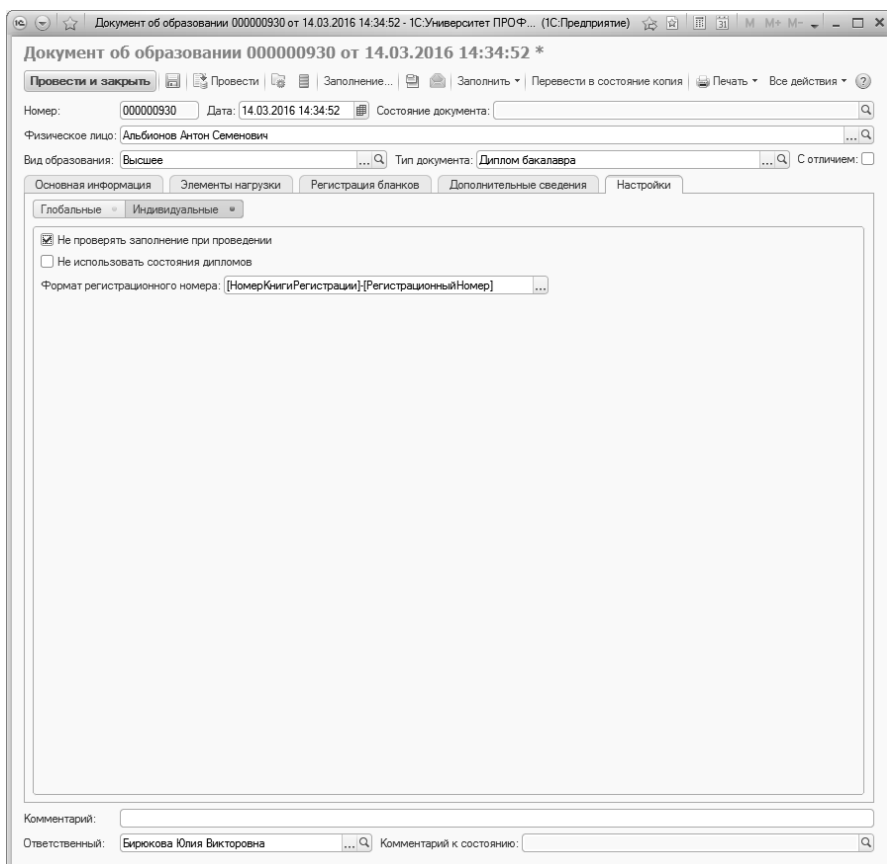 Документ об образовании 000000930 от 14.03.2016 14:34:52 - 1С:Университет ПРОФ... (1С:Предприятие) 31 M M+ M-
Документ об образовании 000000930 от 14.03.2016 14:34:52 *
Провести и закрыть Провести Заполнение... Заполнить Перевести в состояние копия Печать Все действия ?
Номер: 000000930 Дата: 14.03.2016 14:34:52 Состояние документа:
Физическое лицо: Альбионов Антон Семенович ...
Вид образования: Высшее ... Тип документа: Диплом бакалавра ... С отличием:
Основная информация Элементы нагрузки Регистрация бланков Дополнительные сведения Настройки
Глобальные Индивидуальные
Не проверять заполнение при проведении
Не использовать состояния дипломов
Формат регистрационного номера: [НомерКнигиРегистрации]-[РегистрационныйНомер] ...
Комментарий:
Ответственный: Бирюкова Юлия Викторовна ... Комментарий к состоянию: